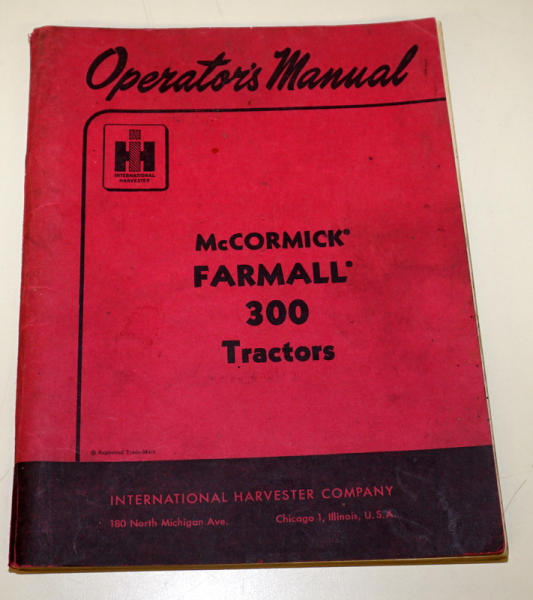 Operator's Manual
IH
INTERNATIONAL
HARVESTER
McCORMICK®
FARMALL®
300
Tractors
® Registered Trade-Mark
INTERNATIONAL HARVESTER COMPANY
180 North Michigan Ave. Chicago 1, Illinois, U.S.A.